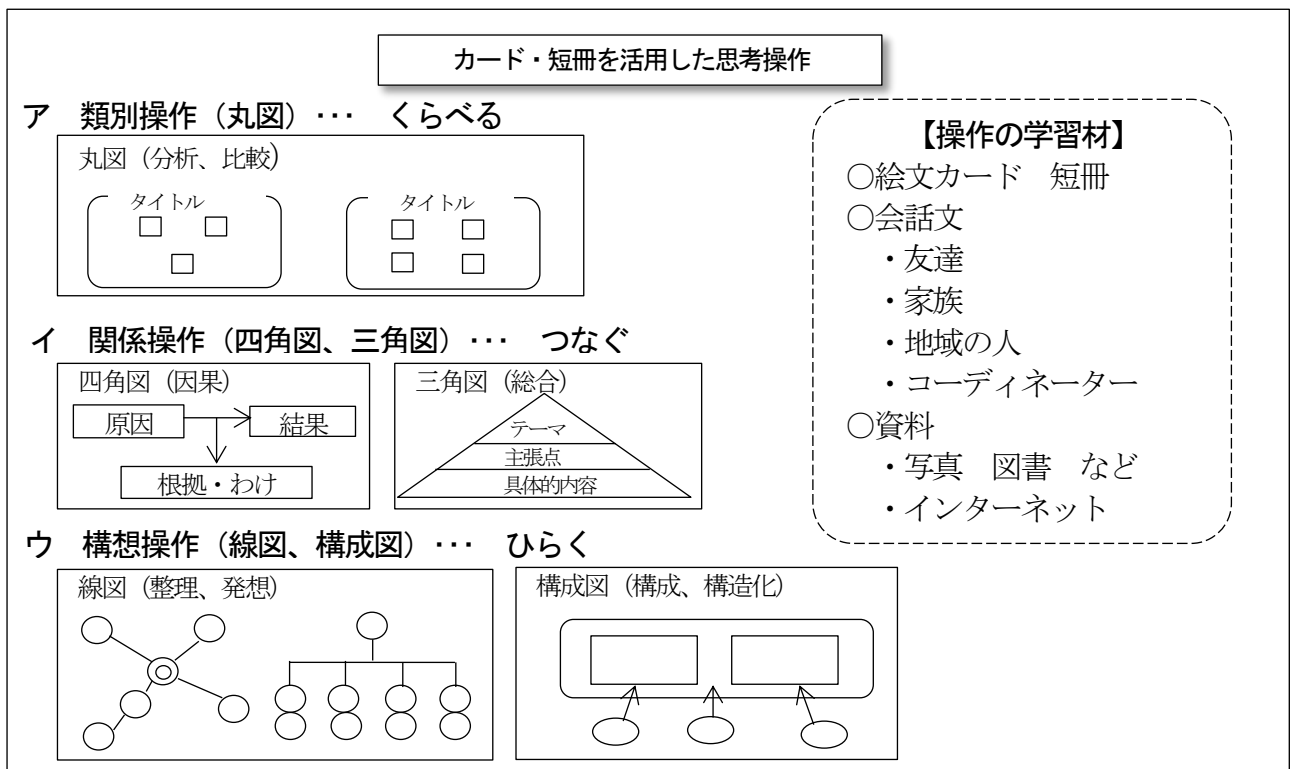 カード・短冊を活用した思考操作
ア　類別操作（丸図）･･･　くらべる
丸図（分析、比較）
タイトル
タイトル
イ　関係操作（四角図、三角図）･･･　つなぐ
四角図（因果）
原因
結果
根拠・わけ
三角図（総合）
テーマ
主張点
具体的内容
ウ　構想操作（線図、構成図）･･･　ひらく
線図（整理、発想）
構成図（構成、構造化）
【操作の学習材】
○絵文カード　短冊
○会話文
・友達
・家族
・地域の人
・コーディネーター
○資料
・写真　図書　など
・インターネット